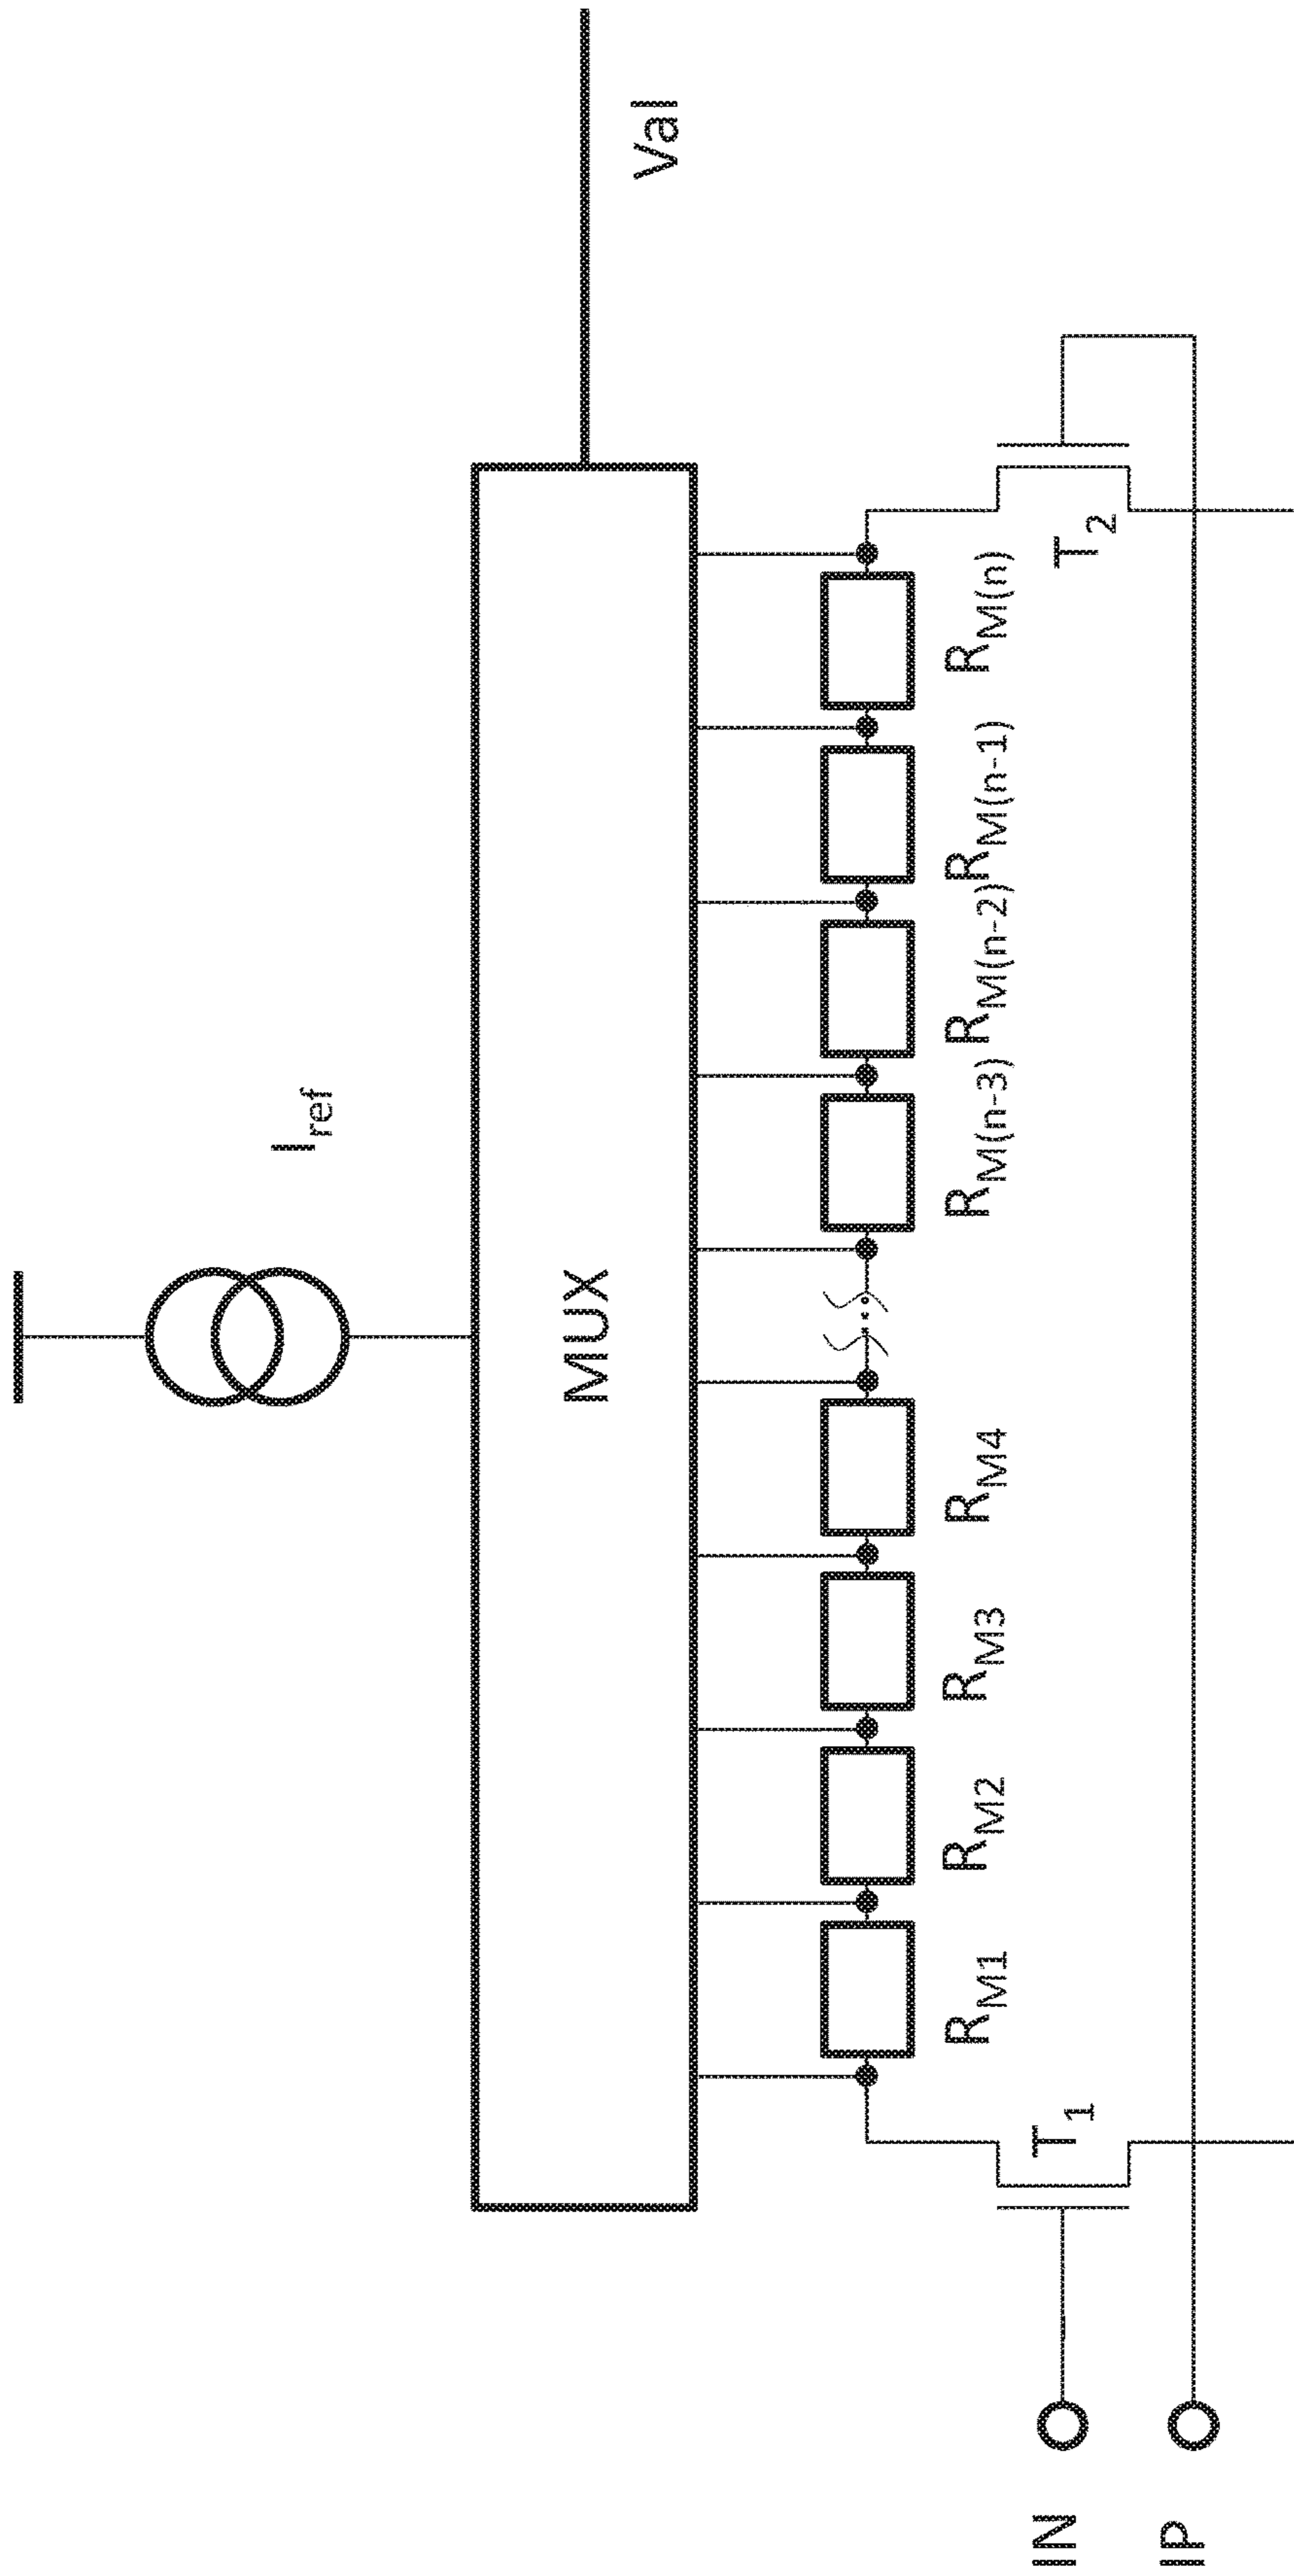 I_ref
Val
MUX
R_M1 R_M2 R_M3 R_M4 R_M(n-3) R_M(n-2) R_M(n-1) R_M(n)
IN T_1 T_2
IP